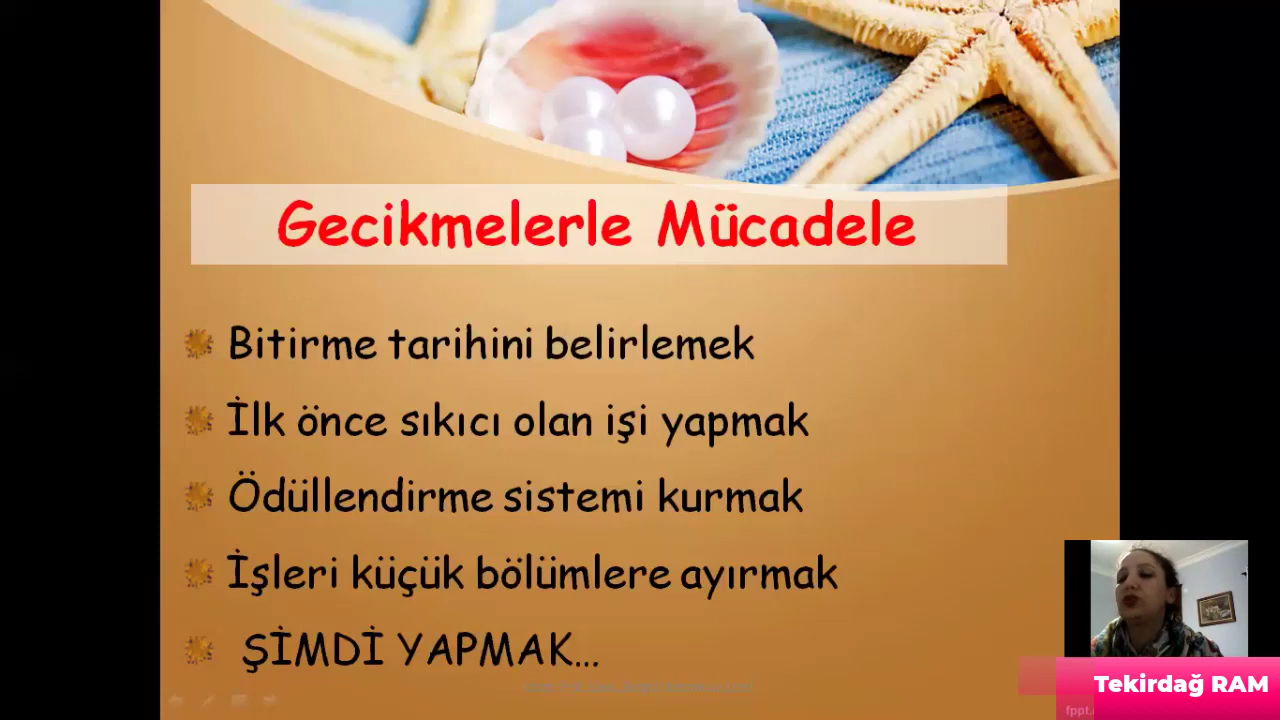 Gecikmelerle Mücadele
Bitirme tarihini belirlemek
İlk önce sıkıcı olan işi yapmak
Ödüllendirme sistemi kurmak
İşleri küçük bölümlere ayırmak
ŞİMDİ YAPMAK...
Tekirdağ RAM